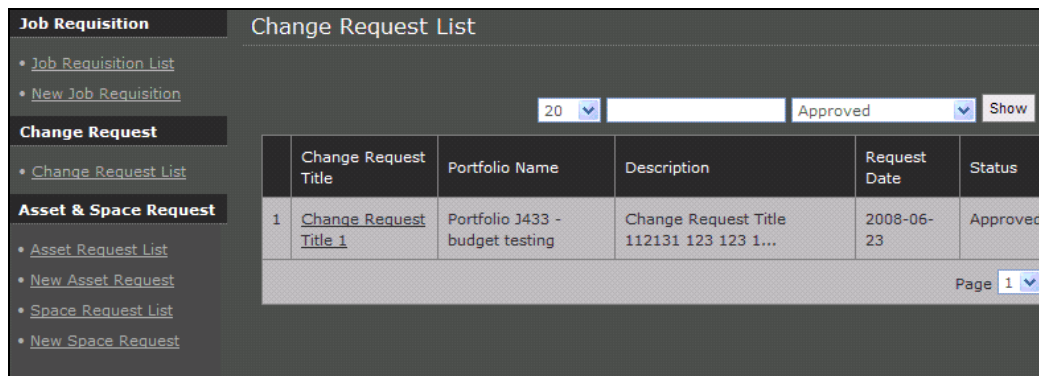 Job Requisition
• Job Requisition List
• New Job Requisition
Change Request
• Change Request List
Asset & Space Request
• Asset Request List
• New Asset Request
• Space Request List
• New Space Request
Change Request List
20 Approved Show
Change Request
Title
Portfolio Name
Description
Request
Date
Status
1
Change Request
Title 1
Portfolio J433 -
budget testing
Change Request Title
112131 123 123 1...
2008-06-
23
Approved
Page 1